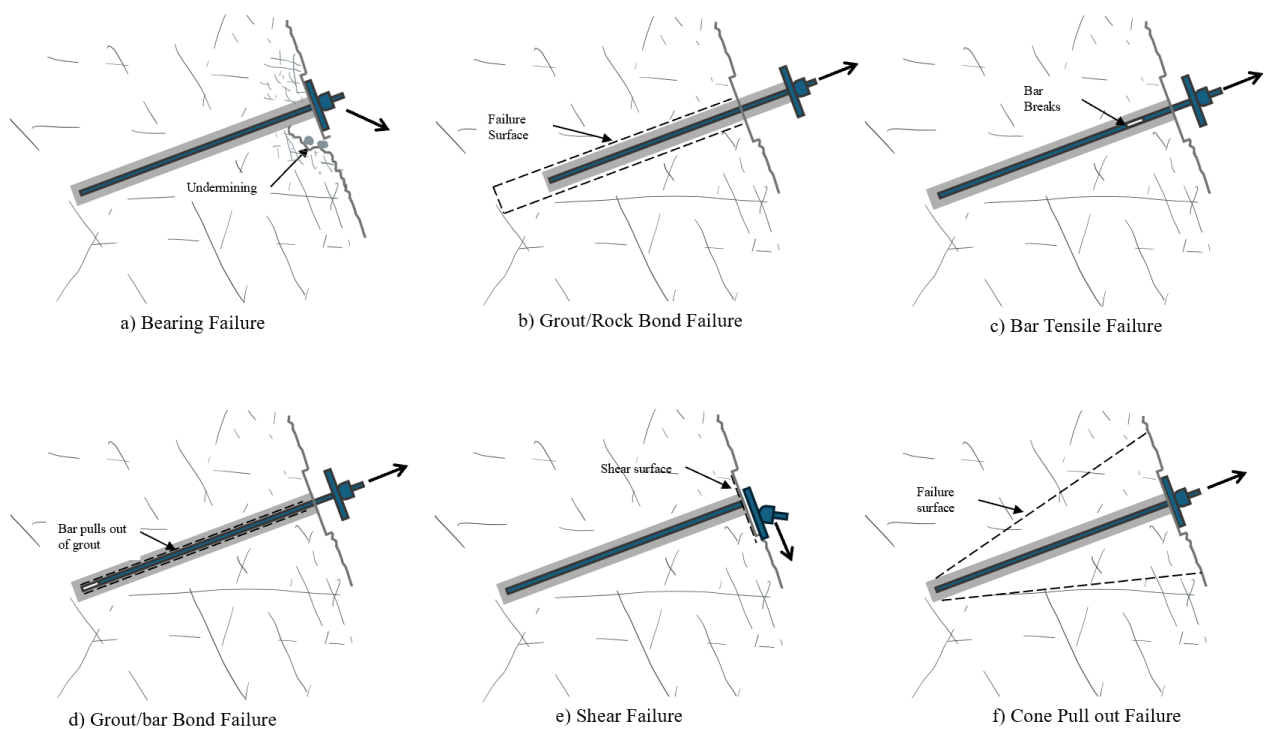 Undermining
a) Bearing Failure
Failure
Surface
b) Grout/Rock Bond Failure
Bar
Breaks
c) Bar Tensile Failure
Bar pulls out
of grout
d) Grout/bar Bond Failure
Shear surface
e) Shear Failure
Failure
surface
f) Cone Pull out Failure